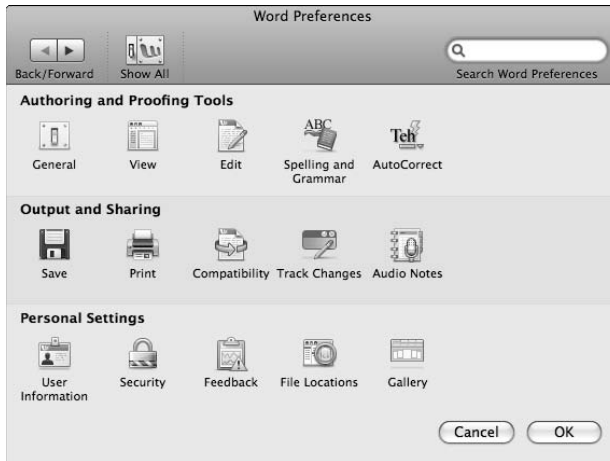 Word Preferences
Back/Forward Show All Search Word Preferences
Authoring and Proofing Tools
ABC Teh
General View Edit Spelling and Grammar AutoCorrect
Output and Sharing
Save Print Compatibility Track Changes Audio Notes
Personal Settings
User Information Security Feedback File Locations Gallery
Cancel OK